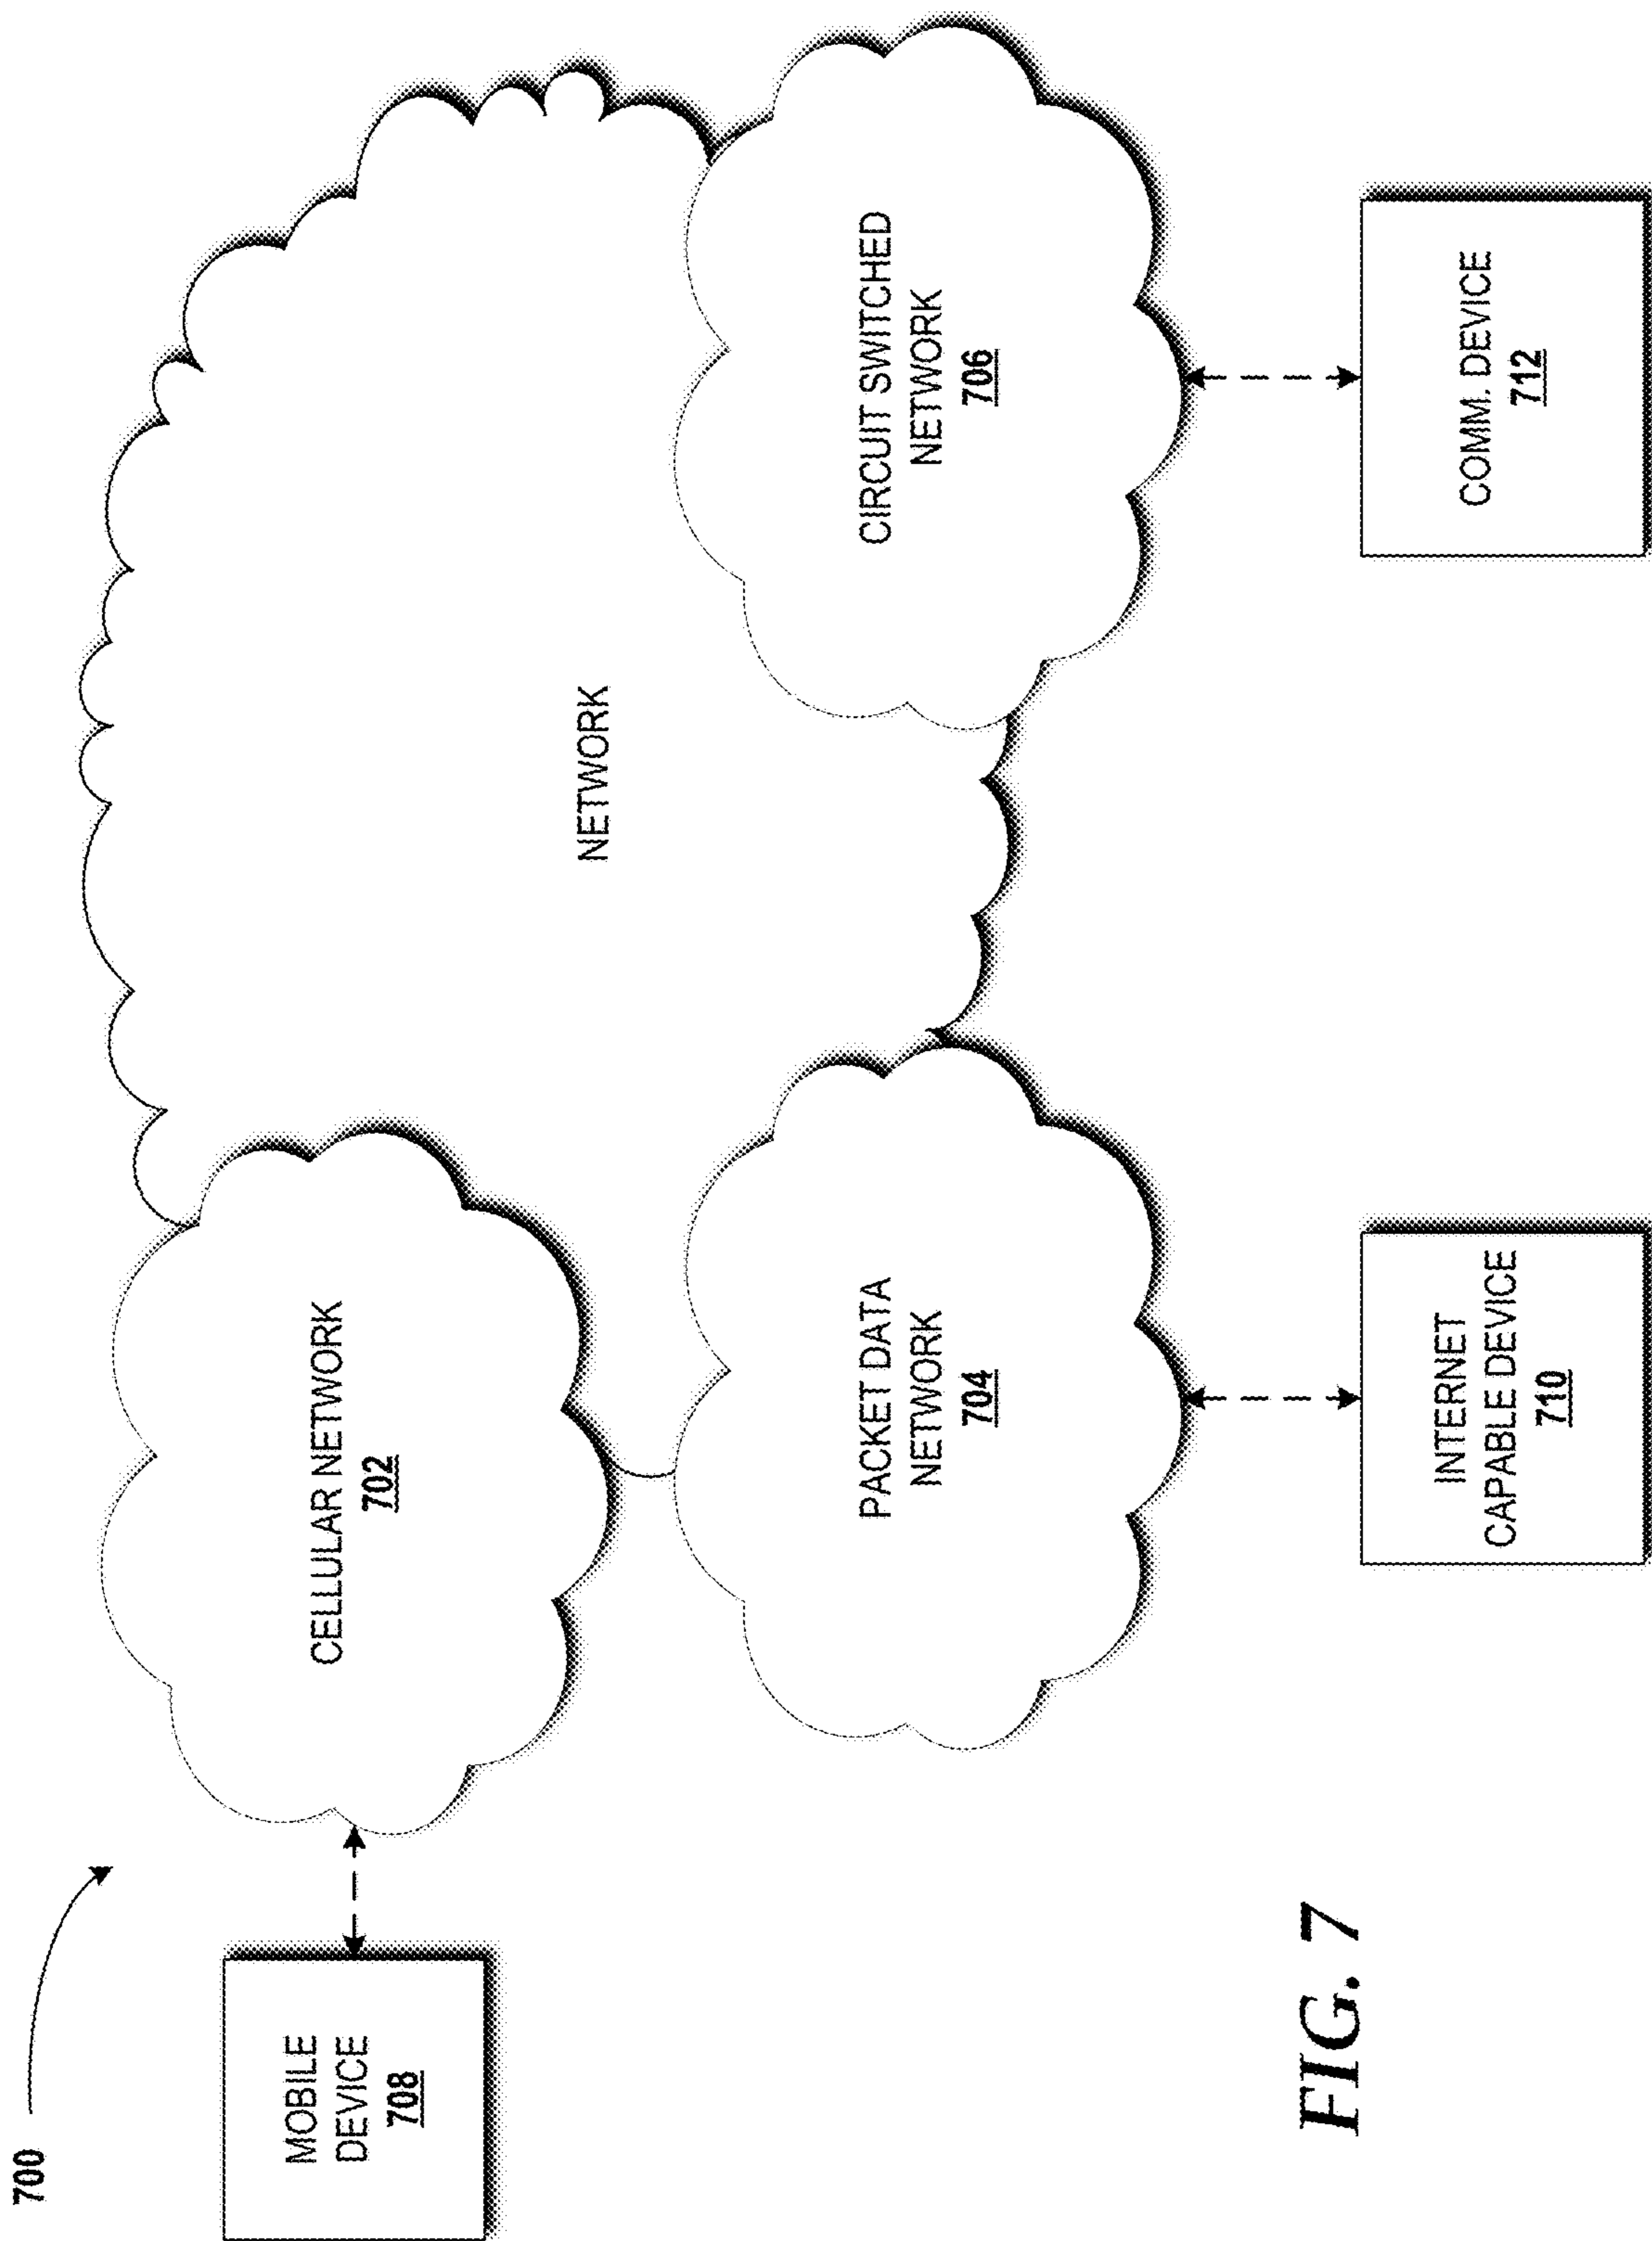 700
MOBILE
DEVICE
708
CELLULAR NETWORK
702
NETWORK
PACKET DATA
NETWORK
704
CIRCUIT SWITCHED
NETWORK
706
INTERNET
CAPABLE DEVICE
710
COMM. DEVICE
712
FIG. 7